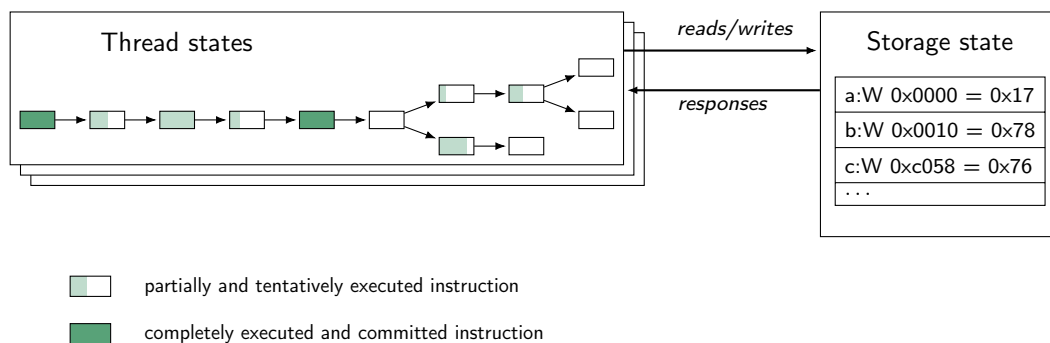 Thread states
reads/writes
responses
Storage state
a:W 0x0000 = 0x17
b:W 0x0010 = 0x78
c:W 0xc058 = 0x76
...
partially and tentatively executed instruction
completely executed and committed instruction